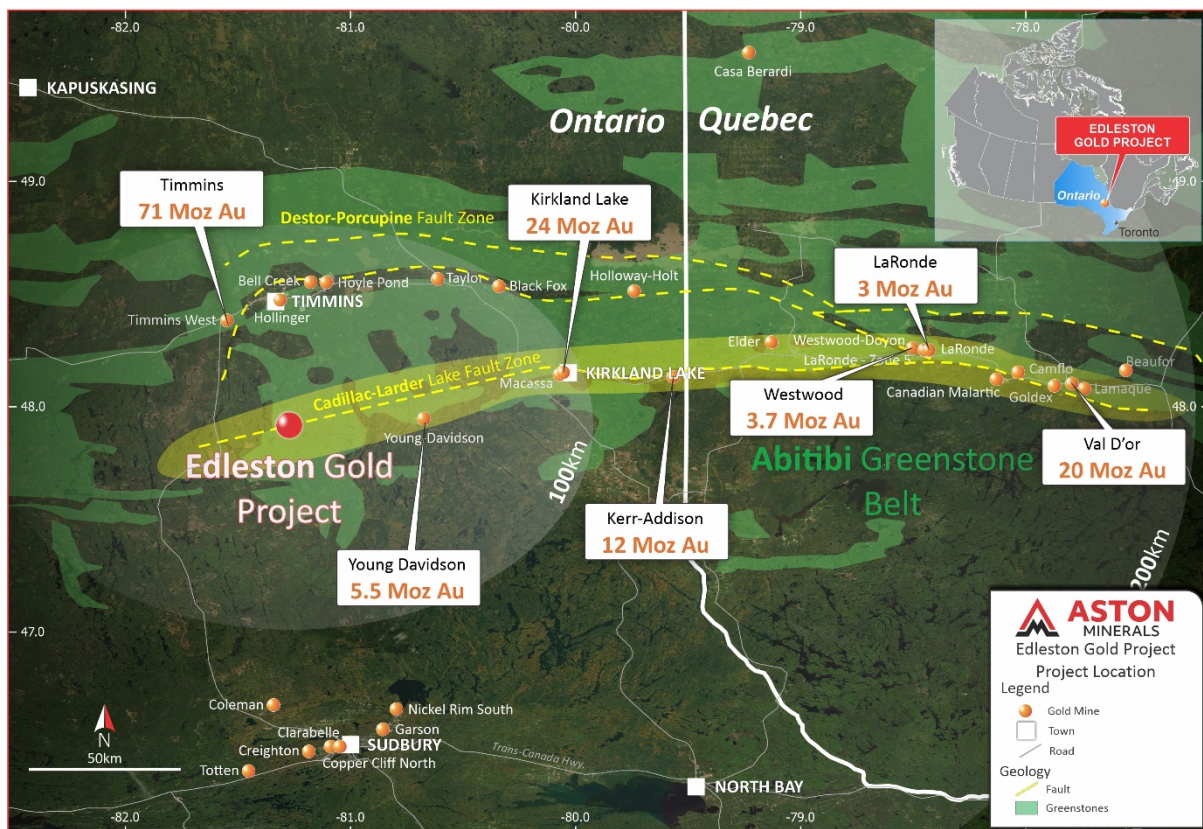 -82.0
-81.0
-80.0
-79.0
-78.0
KAPUSKASING
Casa Berardi
Ontario
Quebec
EDLESTON
GOLD PROJECT
Ontario
Toronto
49.0
49.0
Timmins
71 Moz Au
Destor-Porcupine Fault Zone
Kirkland Lake
24 Moz Au
LaRonde
3 Moz Au
Bell Creek
Hoyle Pond
Taylor
Black Fox
Holloway-Holt
TIMMINS
Hollinger
Timmins West
Elder
Westwood-Doyon
LaRonde
LaRonde - Zone 5
Cadillac-Larder Lake Fault Zone
Macassa
KIRKLAND LAKE
Camflo
Beaufor
Canadian Malartic
Goldex
Lamaque
48.0
48.0
Westwood
3.7 Moz Au
Young Davidson
Val D'or
20 Moz Au
Edleston Gold
Project
100km
Abitibi Greenstone
Belt
Kerr-Addison
12 Moz Au
Young Davidson
5.5 Moz Au
200km
47.0
ASTON
MINERALS
Edleston Gold Project
Project Location
Legend
Gold Mine
Town
Road
Geology
Fault
Greenstones
Coleman
Nickel Rim South
Clarabelle
Garson
Creighton
SUDBURY
Copper Cliff North
Totten
Trans-Canada Hwy.
NORTH BAY
N
50km
-82.0
-81.0
-80.0
-79.0
-78.0